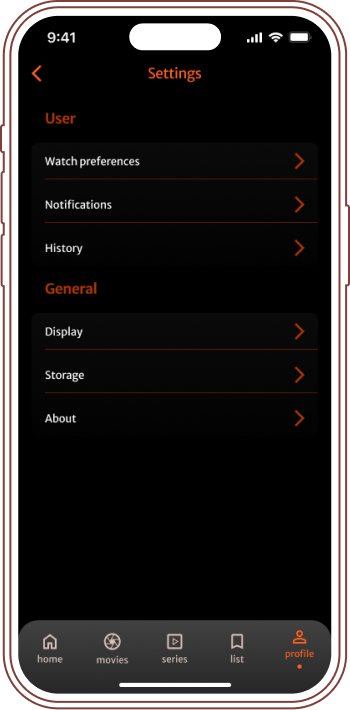 9:41
Settings
User
Watch preferences
Notifications
History
General
Display
Storage
About
home movies series list profile